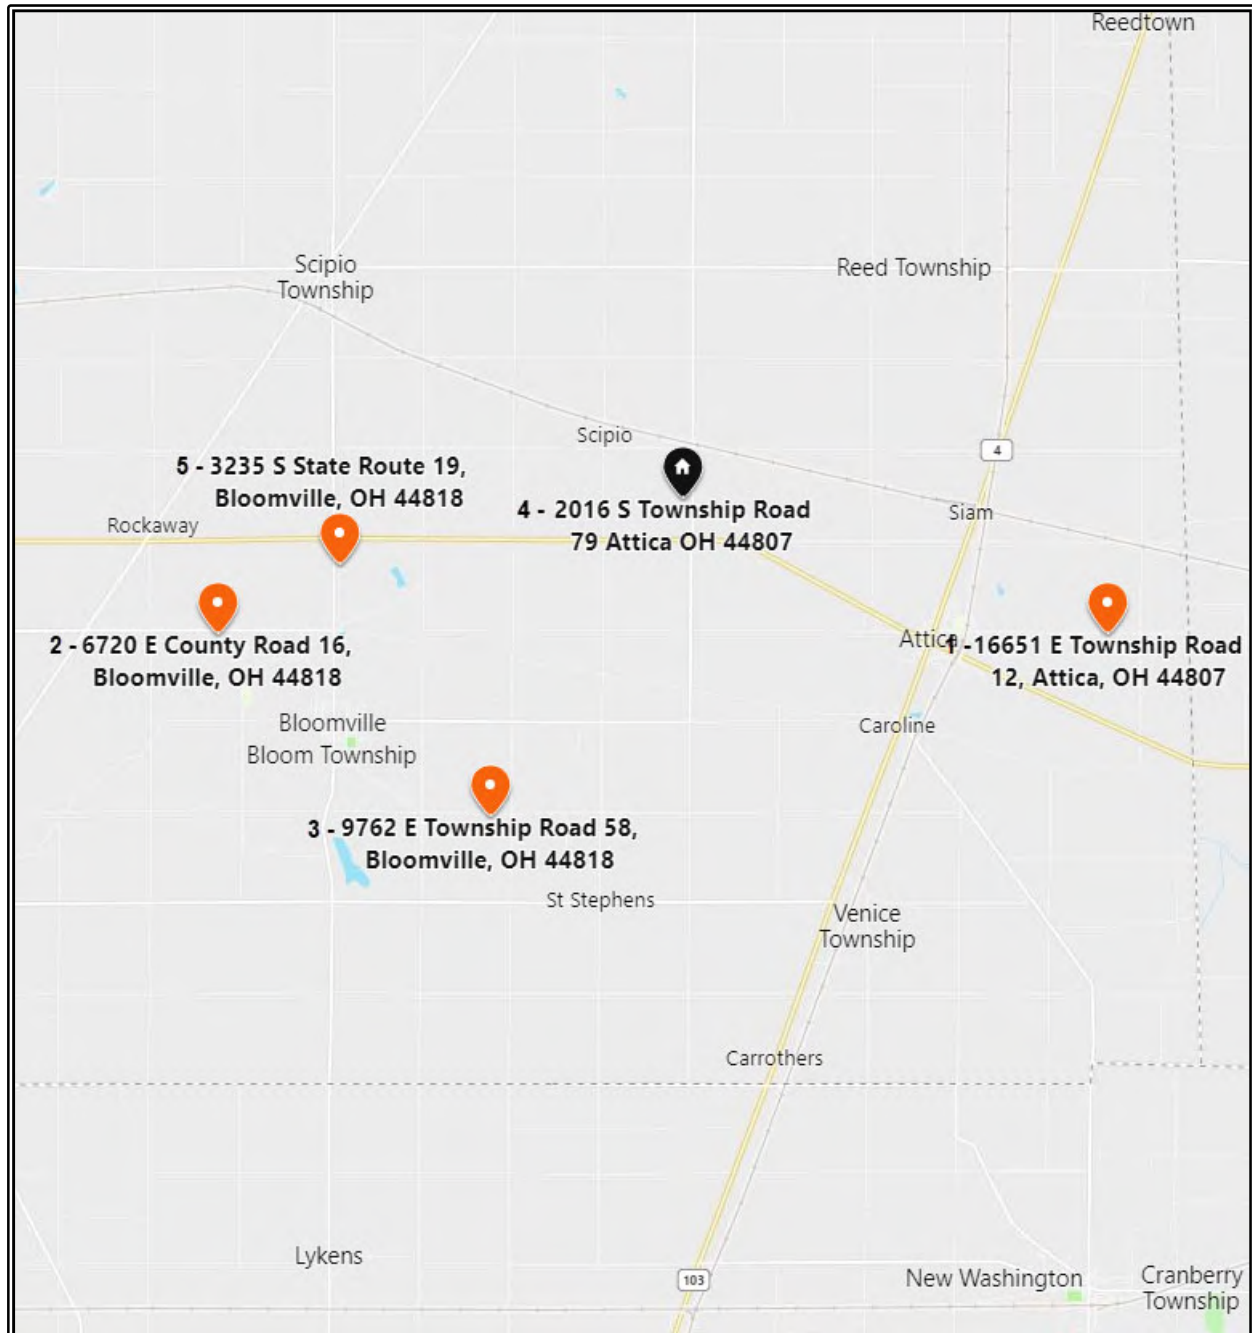 Reedtown
Scipio
Township
Reed Township
Scipio
4
5 - 3235 S State Route 19,
Bloomville, OH 44818
4 - 2016 S Township Road
79 Attica OH 44807
Siam
Rockaway
2 - 6720 E County Road 16,
Bloomville, OH 44818
Attica
1 -16651 E Township Road
12, Attica, OH 44807
Bloomville
Bloom Township
Caroline
3 - 9762 E Township Road 58,
Bloomville, OH 44818
St Stephens
Venice
Township
Carrothers
Lykens
103
New Washington
Cranberry
Township